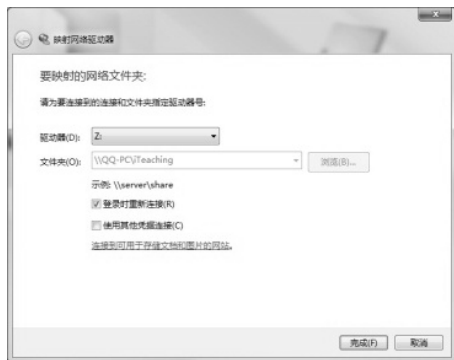 映射网络驱动器
要映射的网络文件夹:
请为要连接到的连接和文件夹指定驱动器号:
驱动器(D): Z:
文件夹(O): \\QQ-PC\iTeaching 浏览(B)...
示例: \\server\share
登录时重新连接(R)
使用其他凭据连接(C)
连接到可用于存储文档和图片的网站。
完成(F) 取消